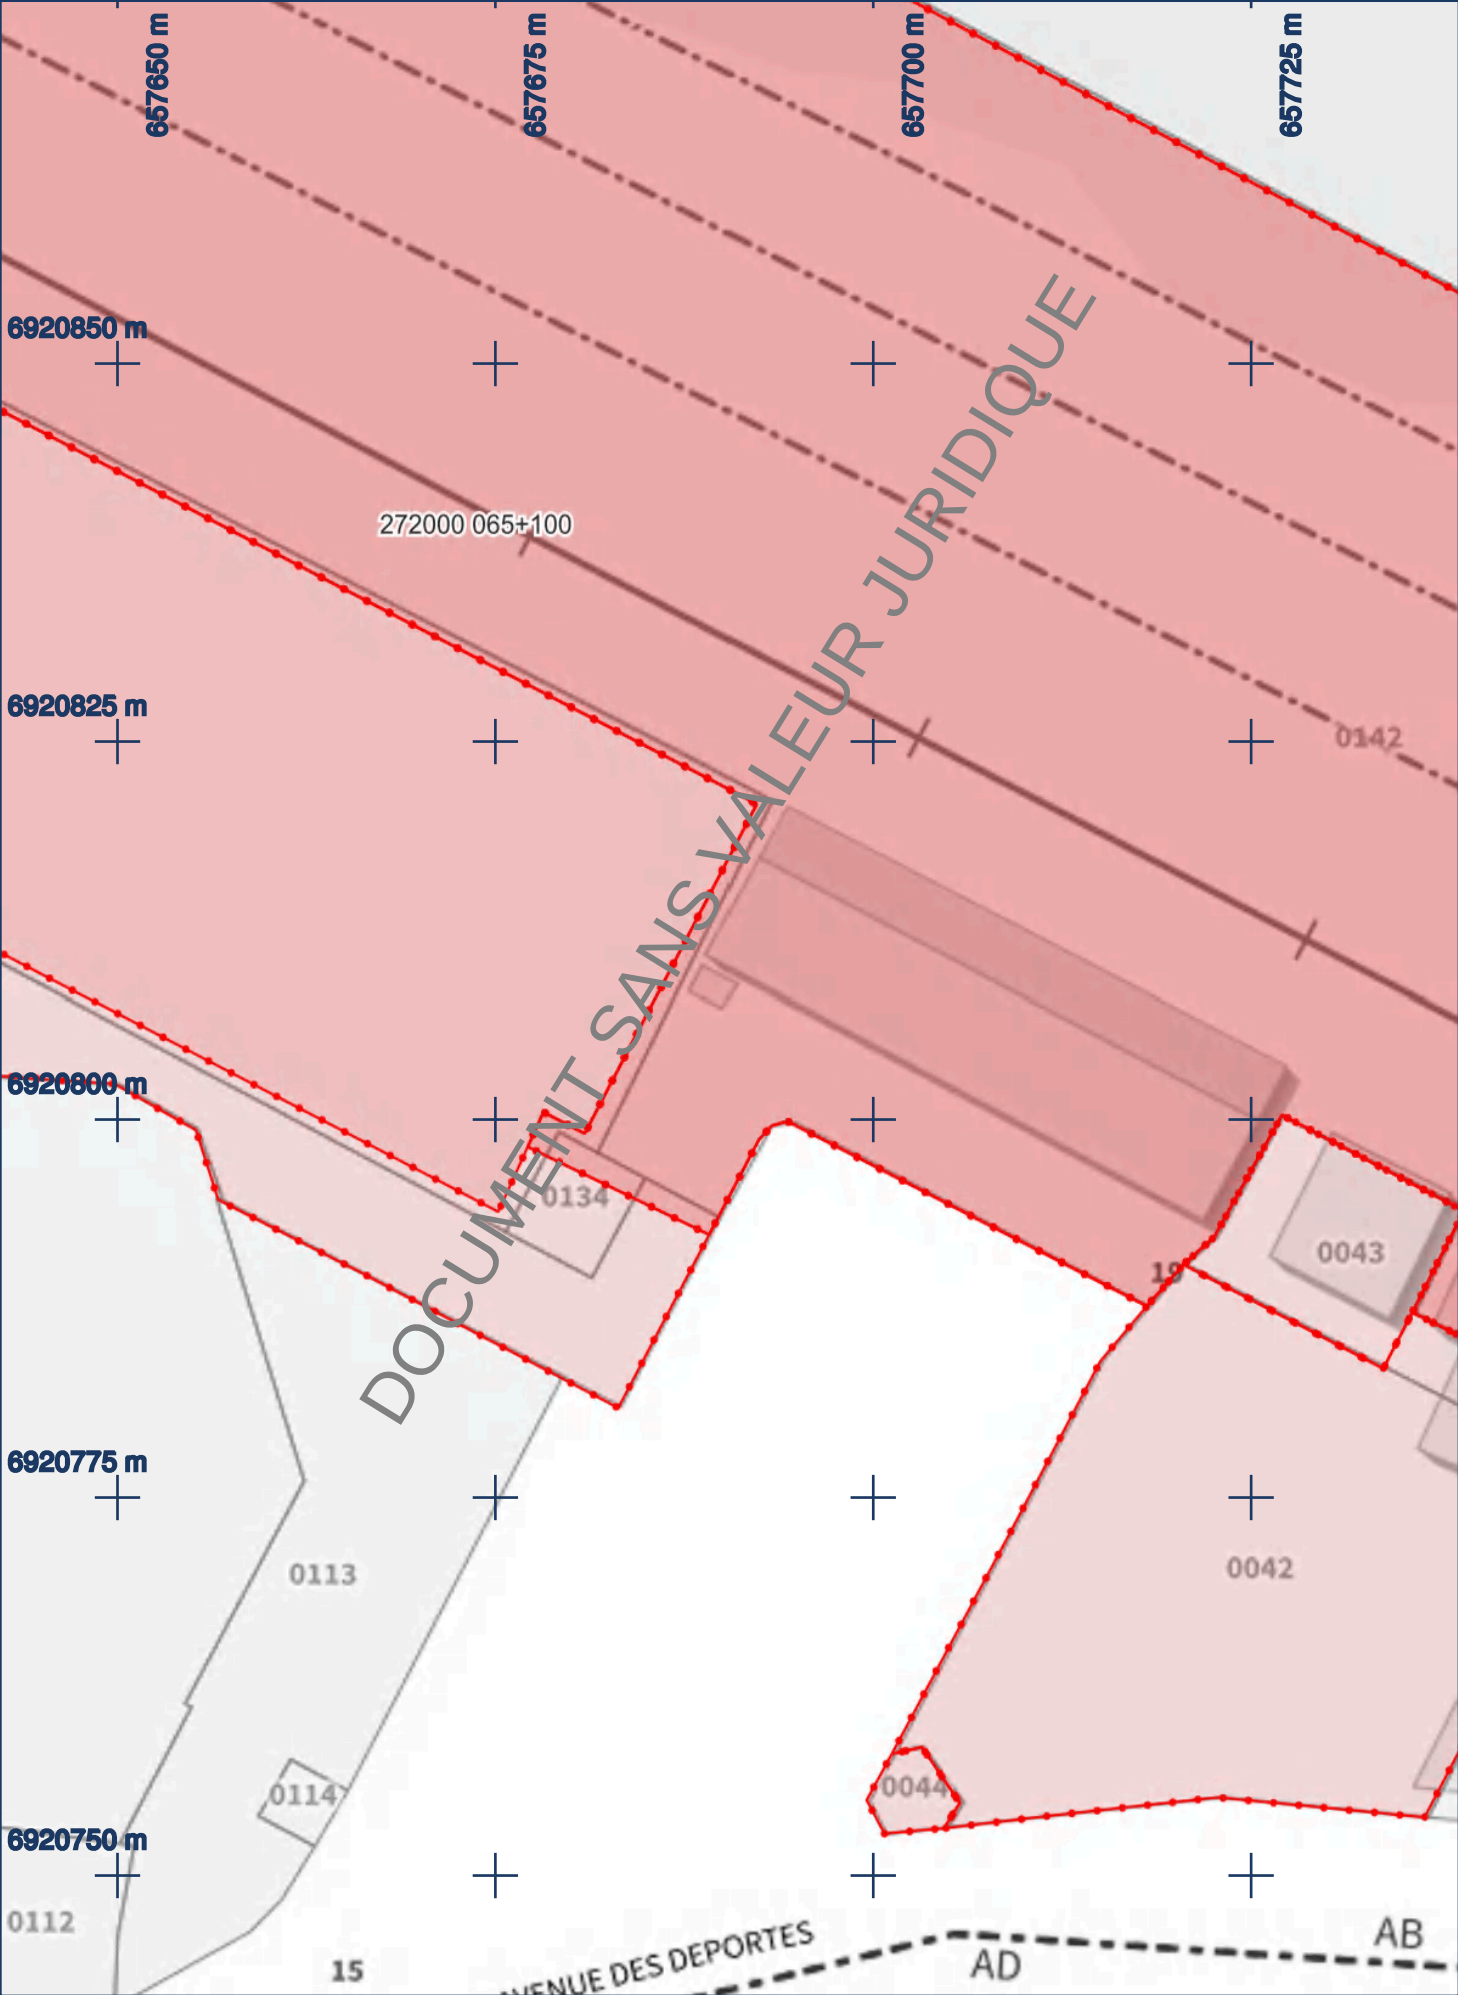 657650 m
657675 m
657700 m
657725 m
6920850 m
272000 065+100
6920825 m
0142
6920800 m
0134
19
0043
DOCUMENT SANS VALEUR JURIDIQUE
6920775 m
0113
0042
0114
0044
6920750 m
0112
15
AVENUE DES DEPORTES
AD
AB